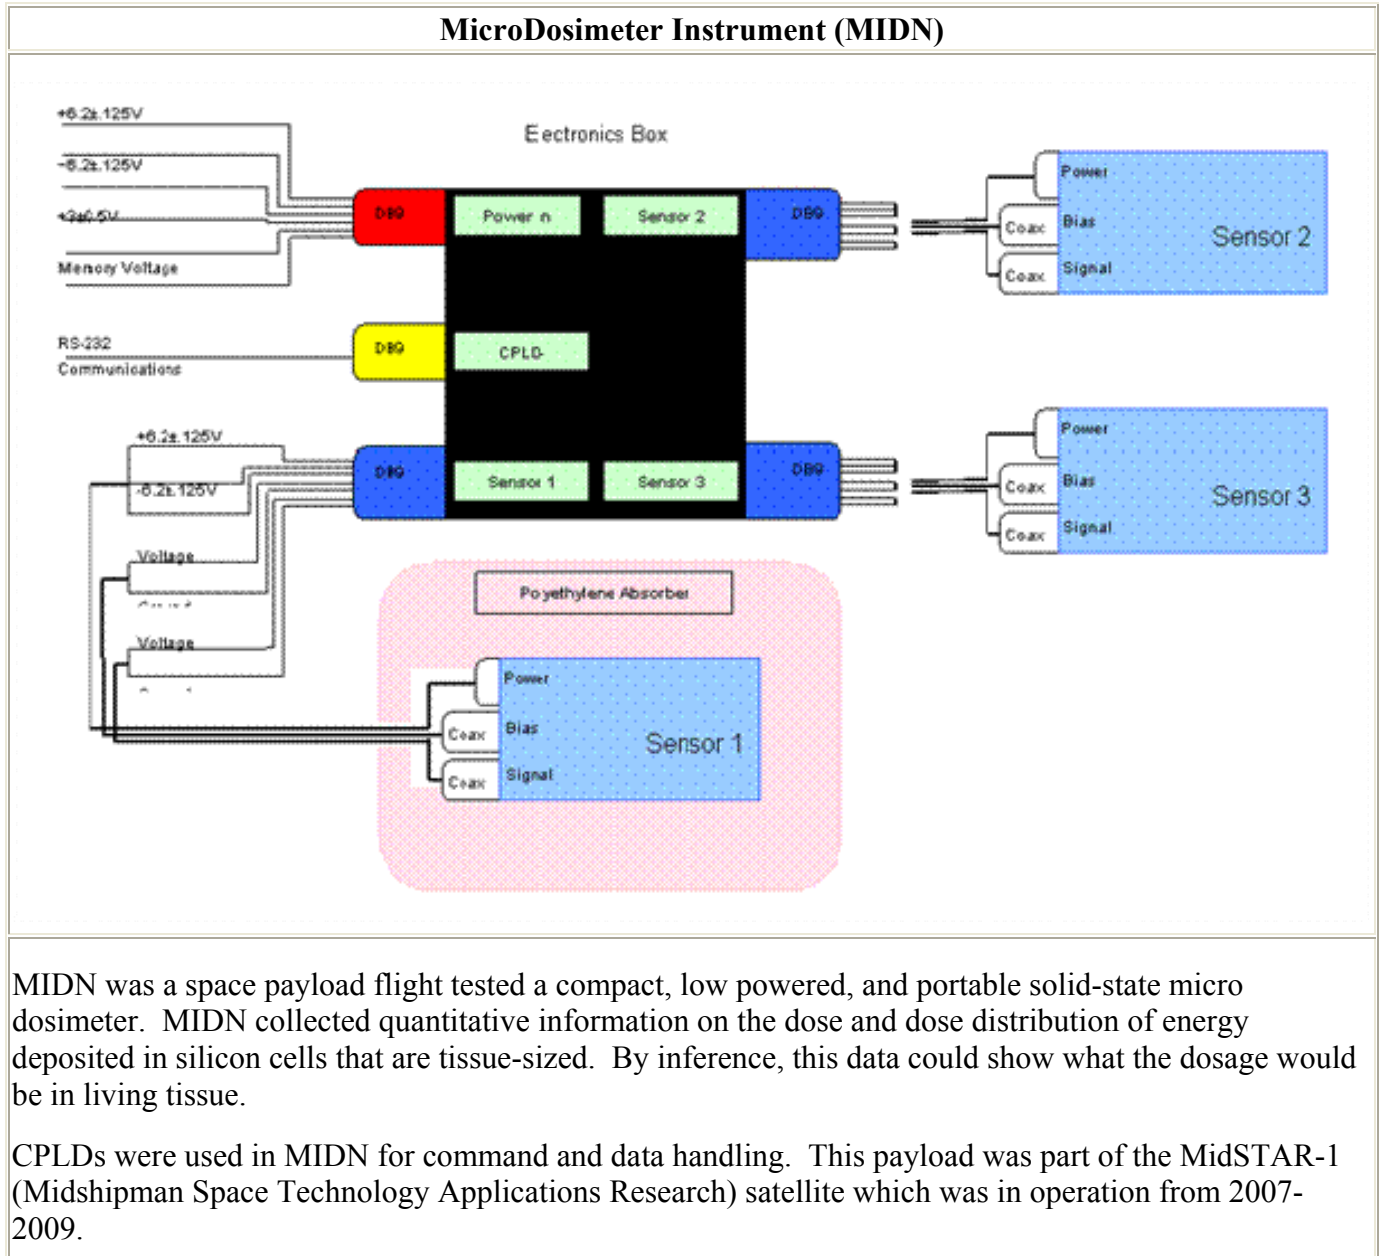 MicroDosimeter Instrument (MIDN)
+6.2±.125V
Eectronics Box
-6.2±.125V
Power
DB9
Power n
Sensor 2
DB9
+3±0.5V
Coax
Bias
Sensor 2
Memory Voltage
Coax
Signal
RS-232
DB9
CPLD
Communications
+6.2±.125V
Power
DB9
DB9
Sensor 1
Sensor 3
-6.2±.125V
Coax
Bias
Sensor 3
Coax
Signal
Voltage
Po yethylene Absorber
Voltage
Power
Coax
Bias
Sensor 1
Coax
Signal
MIDN was a space payload flight tested a compact, low powered, and portable solid-state micro
dosimeter.  MIDN collected quantitative information on the dose and dose distribution of energy
deposited in silicon cells that are tissue-sized.  By inference, this data could show what the dosage would
be in living tissue.
CPLDs were used in MIDN for command and data handling.  This payload was part of the MidSTAR-1
(Midshipman Space Technology Applications Research) satellite which was in operation from 2007-
2009.